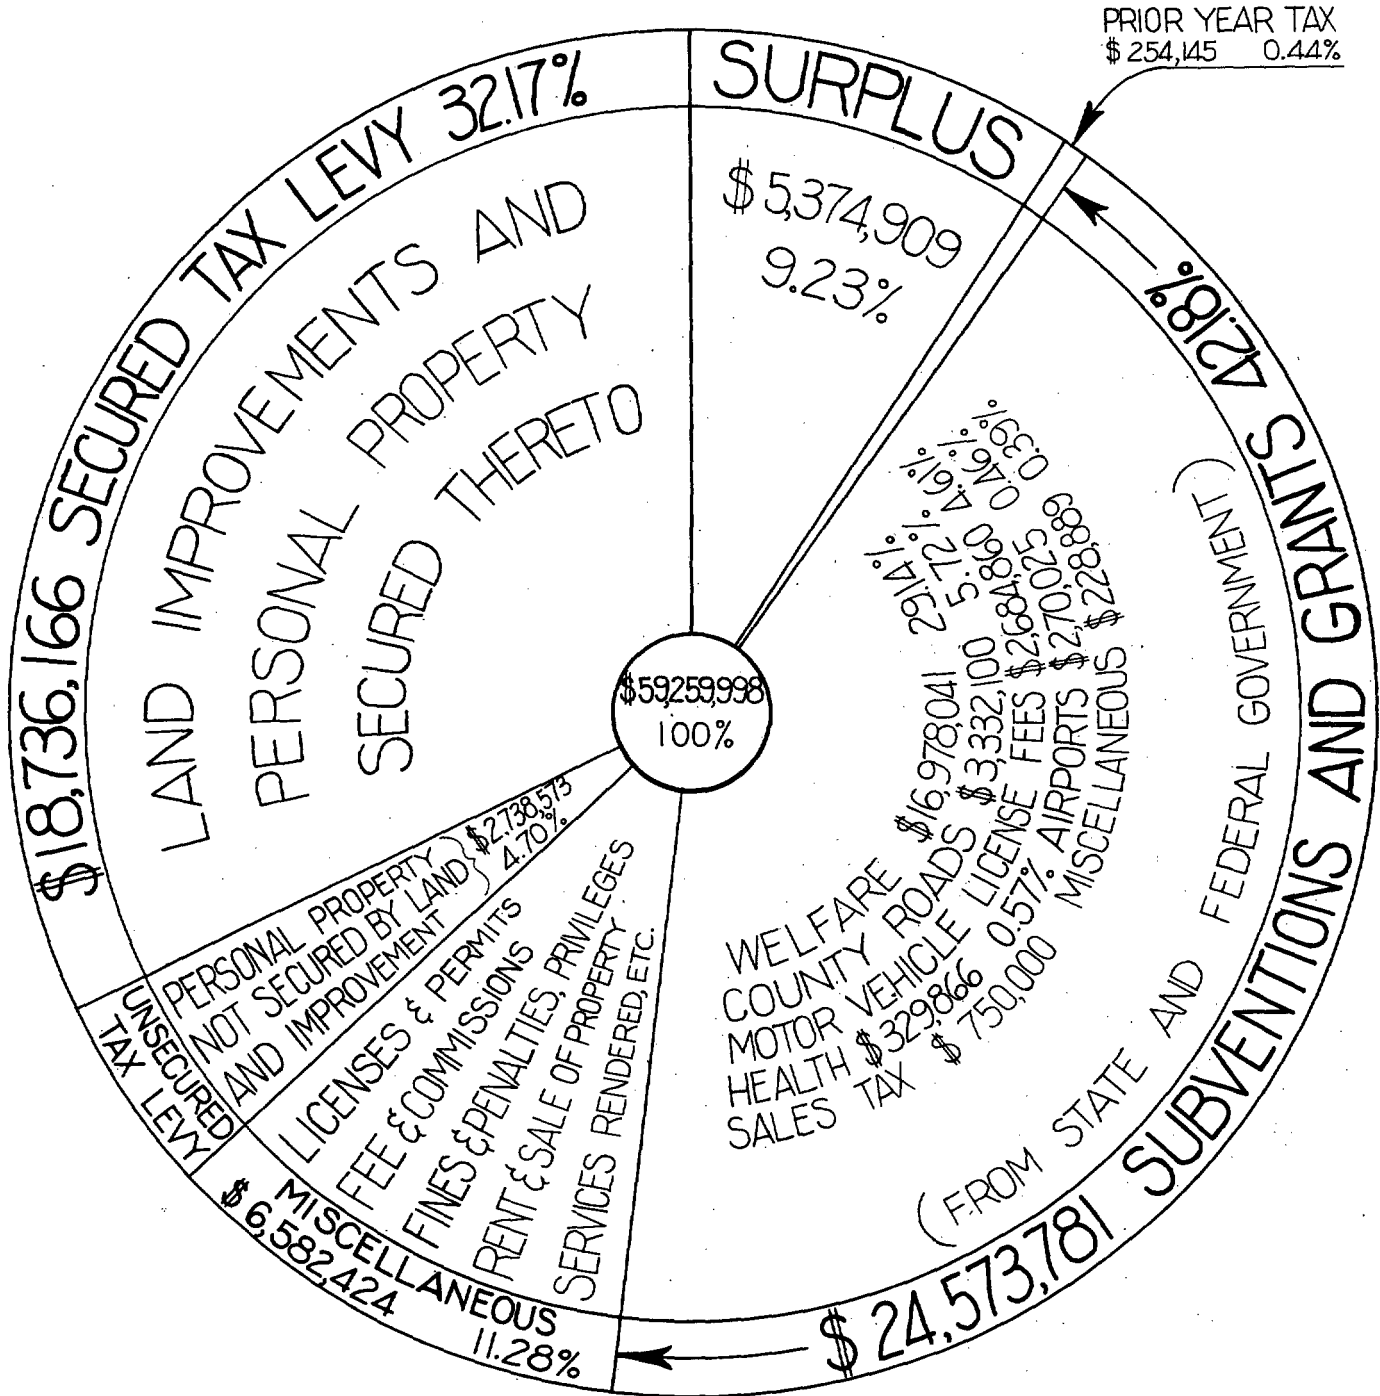 PRIOR YEAR TAX
$ 254,145 0.44%
SURPLUS
$ 5,374,909
9.23%
$18,736,166 SECURED TAX LEVY 32.17%
LAND IMPROVEMENTS AND
PERSONAL PROPERTY
SECURED THERETO
$59,259,998
100%
$ 24,573,781 SUBVENTIONS AND GRANTS 42.18%
(FROM STATE AND FEDERAL GOVERNMENT)
WELFARE $16,978,041 29.14%
COUNTY ROADS $3,332,100 5.72%
MOTOR VEHICLE LICENSE FEES $2,684,860 4.61%
HEALTH $329,866 0.57% AIRPORTS $270,025 0.46%
SALES TAX $ 750,000 MISCELLANEOUS $228,889 0.39%
PERSONAL PROPERTY
NOT SECURED BY LAND
AND IMPROVEMENT
$2,738,573
4.70%
UNSECURED
TAX LEVY
LICENSES & PERMITS
FEE & COMMISSIONS
FINES & PENALTIES, PRIVILEGES
RENT & SALE OF PROPERTY
SERVICES RENDERED, ETC.
MISCELLANEOUS
$ 6,582,424 11.28%